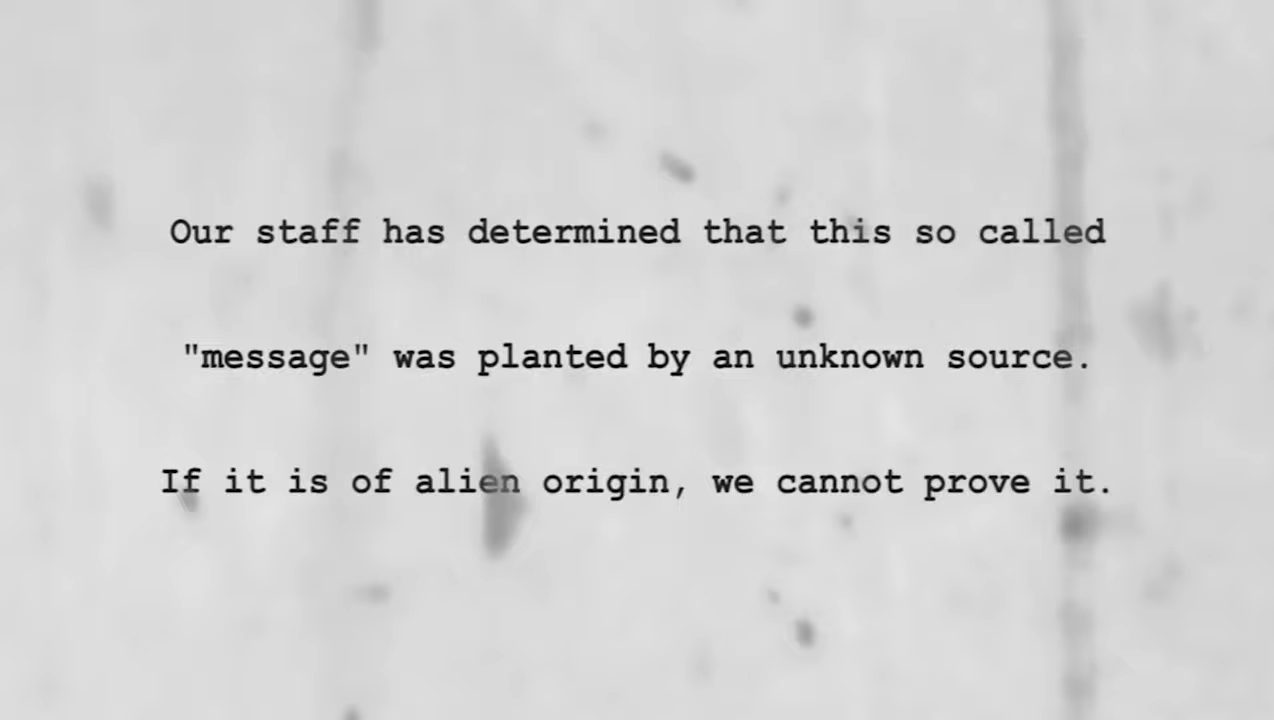 Our staff has determined that this so called
"message" was planted by an unknown source.
If it is of alien origin, we cannot prove it.